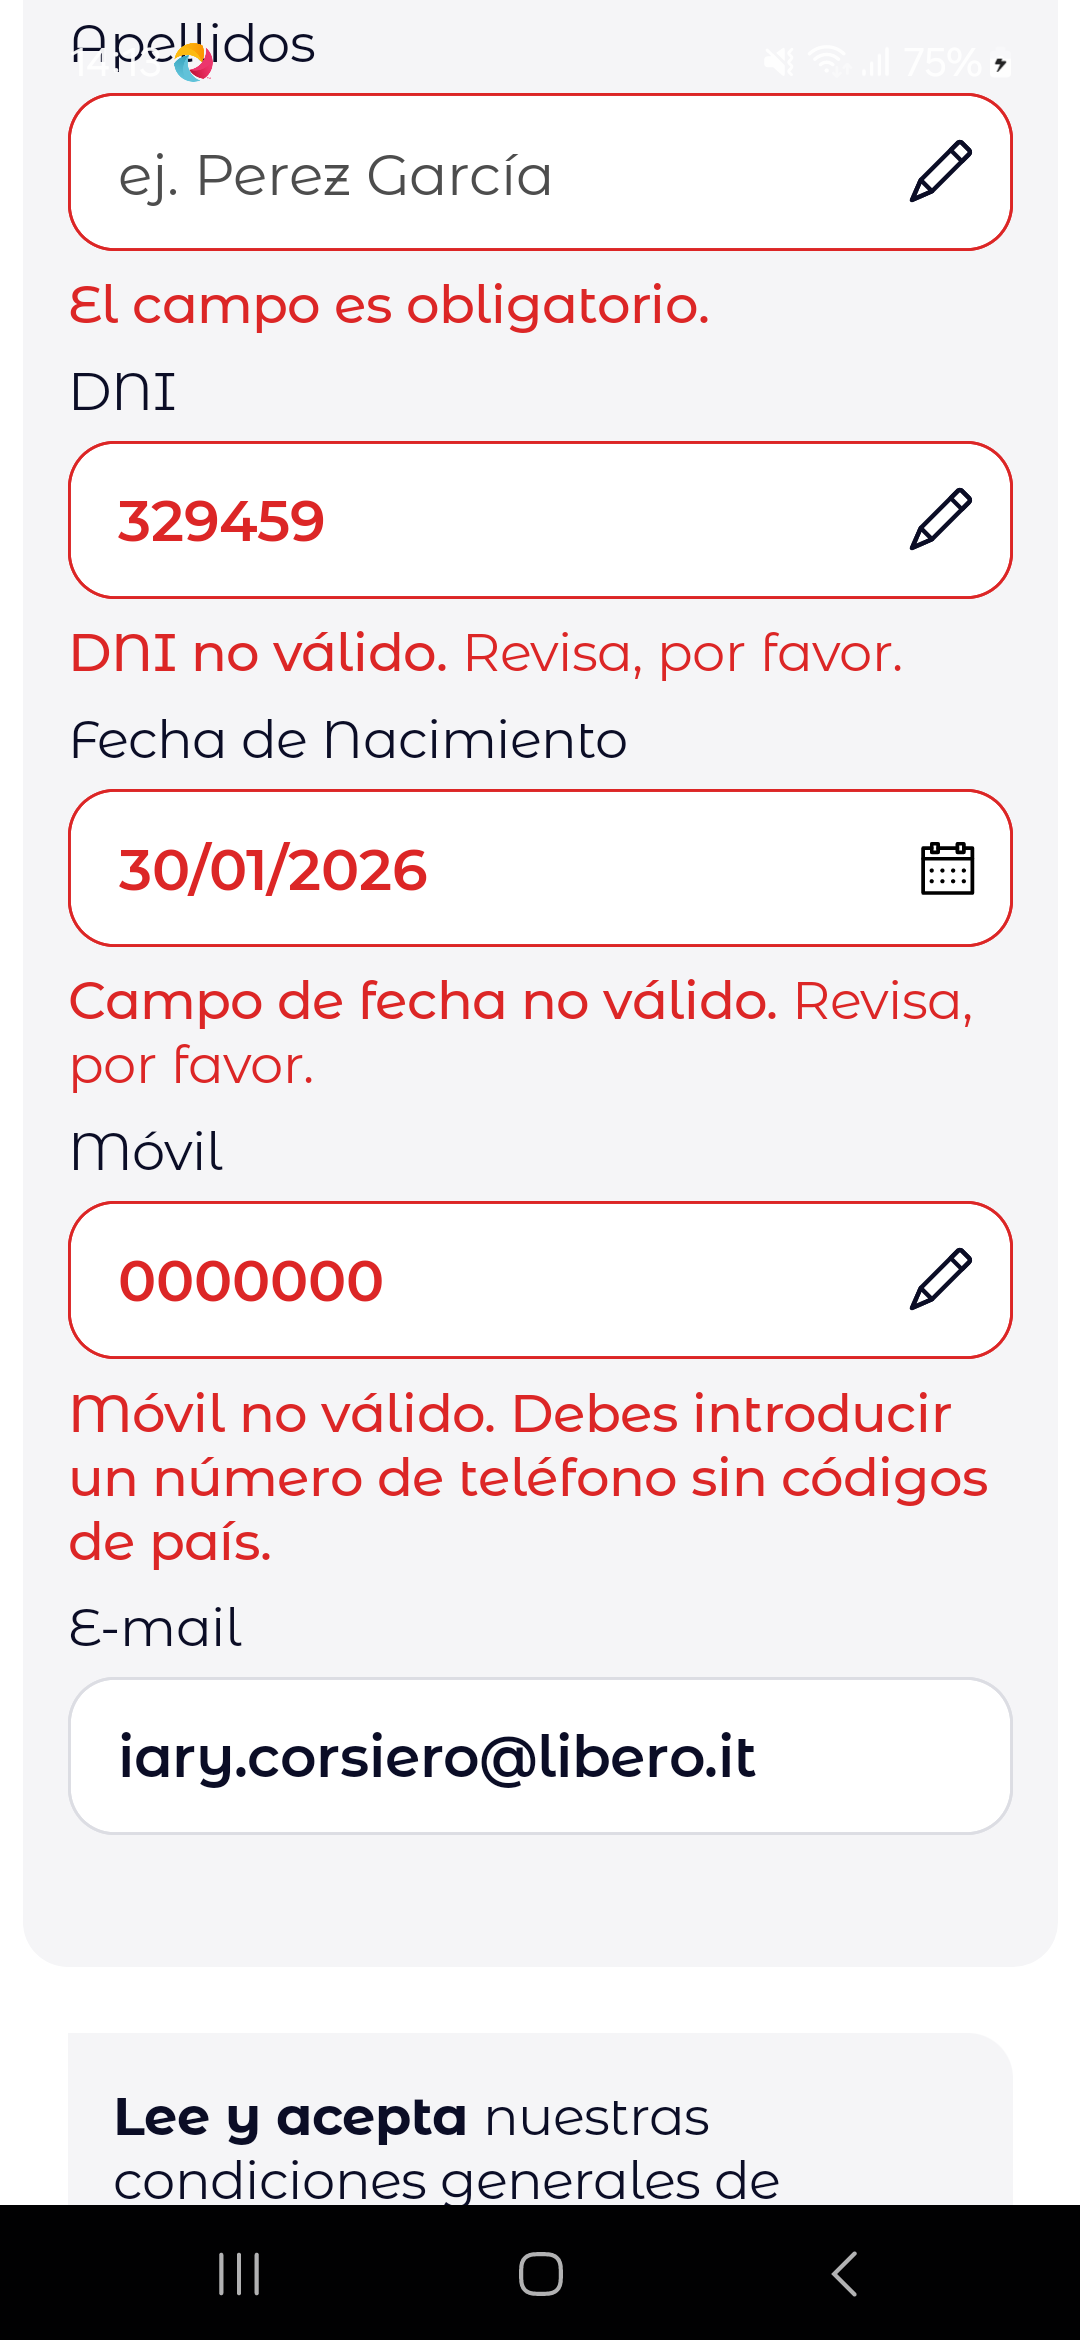 Apellidos
75%
ej. Perez García
El campo es obligatorio.
DNI
329459
DNI no válido. Revisa, por favor.
Fecha de Nacimiento
30/01/2026
Campo de fecha no válido. Revisa,
por favor.
Móvil
0000000
Móvil no válido. Debes introducir
un número de teléfono sin códigos
de país.
E-mail
iary.corsiero@libero.it
Lee y acepta nuestras
condiciones generales de